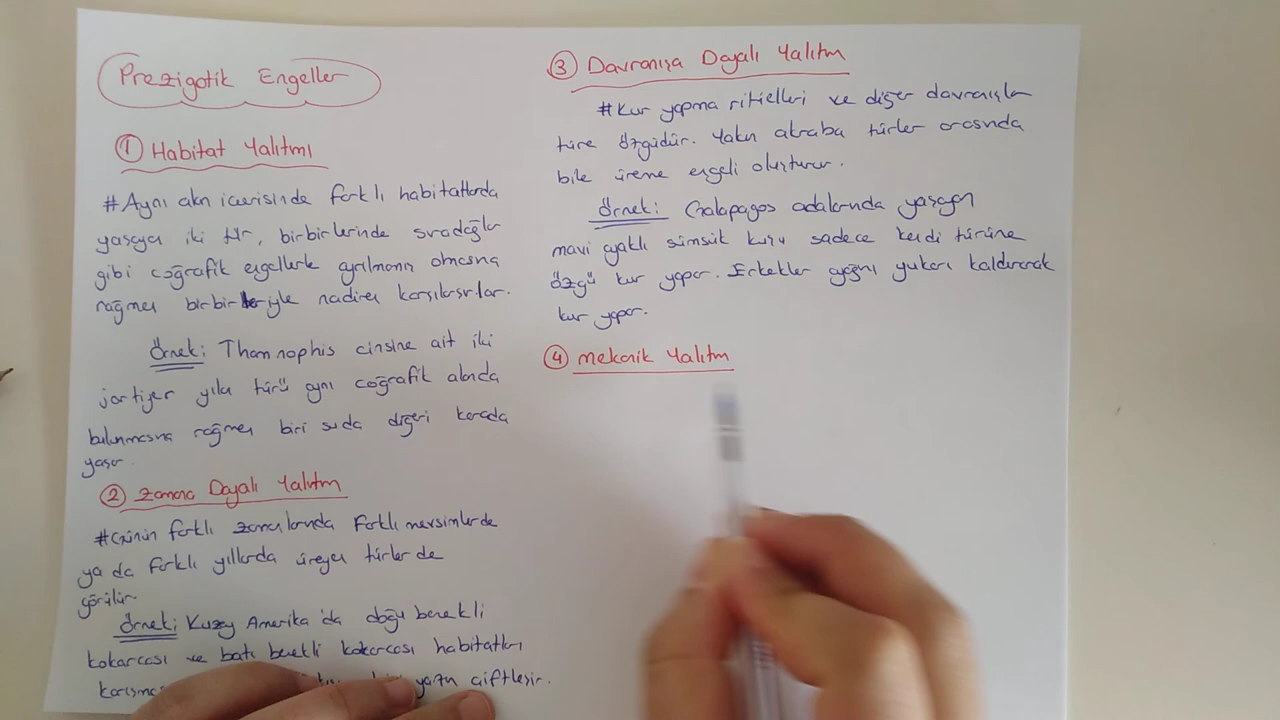 Prezigotik Engeller
① Habitat Yalıtımı
#Aynı alan içerisinde farklı habitatlarda
yaşayan iki tür, birbirlerinde sıradağlar
gibi coğrafik engellerle ayrılmamış olmasına
rağmen birbirleriyle nadiren karşılaşırlar.
Örnek: Thamnophis cinsine ait iki
jartiyer yılan türü aynı coğrafik alanda
bulunmasına rağmen biri suda diğeri karada
yaşar
② Zamana Dayalı Yalıtım
#Günün farklı zamanlarında Farklı mevsimlerde
ya da farklı yıllarda üreyen türlerde
görülür
Örnek: Kuzey Amerika'da doğu benekli
kokarcası ve batı benekli kokarcası habitatları
yazın çiftleşir.
③ Davranışa Dayalı Yalıtım
#Kur yapma ritüelleri ve diğer davranışlar
türe özgüdür. Yakın akraba türler arasında
bile üreme engeli oluşturur.
Örnek: Galapagos adalarında yaşayan
mavi ayaklı sümsük kuşu sadece kendi türüne
özgü kur yapar. Erkekler ayağını yukarı kaldırarak
kur yapar.
④ mekanik Yalıtım